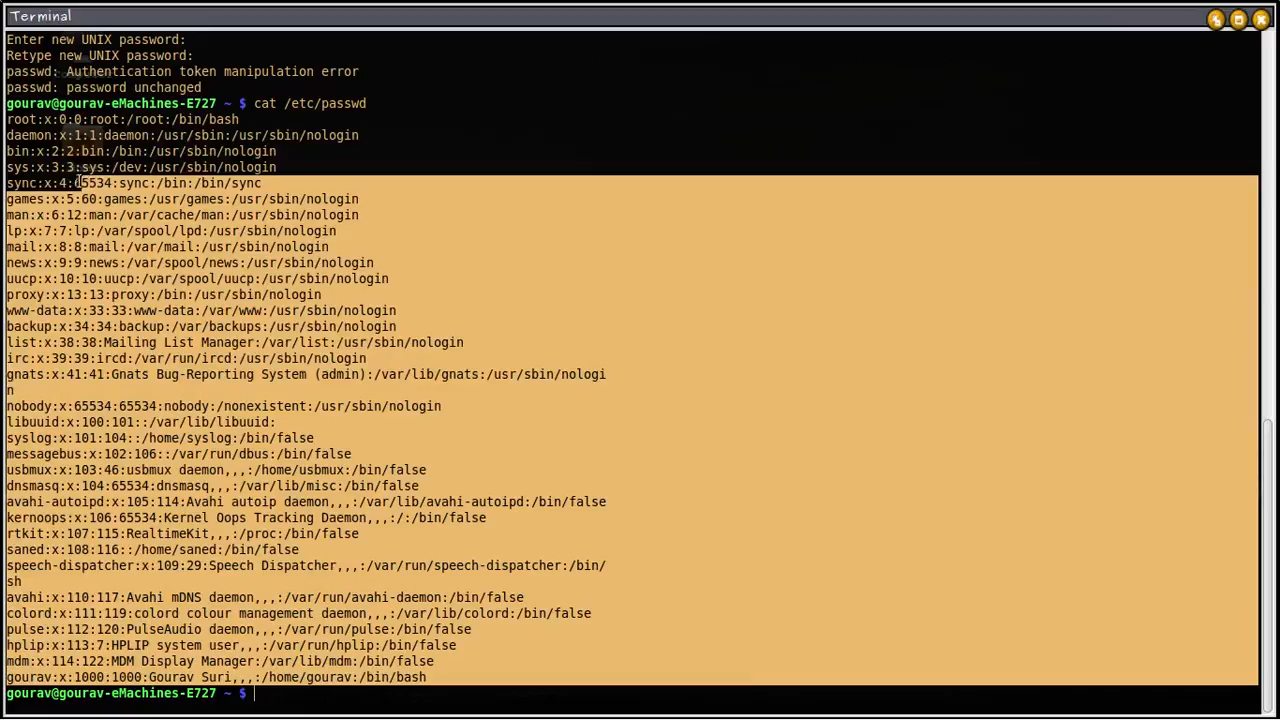 Terminal
Enter new UNIX password:
Retype new UNIX password:
passwd: Authentication token manipulation error
passwd: password unchanged
gourav@gourav-eMachines-E727 ~ $ cat /etc/passwd
root:x:0:0:root:/root:/bin/bash
daemon:x:1:1:daemon:/usr/sbin:/usr/sbin/nologin
bin:x:2:2:bin:/bin:/usr/sbin/nologin
sys:x:3:3:sys:/dev:/usr/sbin/nologin
sync:x:4:65534:sync:/bin:/bin/sync
games:x:5:60:games:/usr/games:/usr/sbin/nologin
man:x:6:12:man:/var/cache/man:/usr/sbin/nologin
lp:x:7:7:lp:/var/spool/lpd:/usr/sbin/nologin
mail:x:8:8:mail:/var/mail:/usr/sbin/nologin
news:x:9:9:news:/var/spool/news:/usr/sbin/nologin
uucp:x:10:10:uucp:/var/spool/uucp:/usr/sbin/nologin
proxy:x:13:13:proxy:/bin:/usr/sbin/nologin
www-data:x:33:33:www-data:/var/www:/usr/sbin/nologin
backup:x:34:34:backup:/var/backups:/usr/sbin/nologin
list:x:38:38:Mailing List Manager:/var/list:/usr/sbin/nologin
irc:x:39:39:ircd:/var/run/ircd:/usr/sbin/nologin
gnats:x:41:41:Gnats Bug-Reporting System (admin):/var/lib/gnats:/usr/sbin/nologi
n
nobody:x:65534:65534:nobody:/nonexistent:/usr/sbin/nologin
libuuid:x:100:101::/var/lib/libuuid:
syslog:x:101:104::/home/syslog:/bin/false
messagebus:x:102:106::/var/run/dbus:/bin/false
usbmux:x:103:46:usbmux daemon,,,:/home/usbmux:/bin/false
dnsmasq:x:104:65534:dnsmasq,,,:/var/lib/misc:/bin/false
avahi-autoipd:x:105:114:Avahi autoip daemon,,,:/var/lib/avahi-autoipd:/bin/false
kernoops:x:106:65534:Kernel Oops Tracking Daemon,,,:/:/bin/false
rtkit:x:107:115:RealtimeKit,,,:/proc:/bin/false
saned:x:108:116::/home/saned:/bin/false
speech-dispatcher:x:109:29:Speech Dispatcher,,,:/var/run/speech-dispatcher:/bin/
sh
avahi:x:110:117:Avahi mDNS daemon,,,:/var/run/avahi-daemon:/bin/false
colord:x:111:119:colord colour management daemon,,,:/var/lib/colord:/bin/false
pulse:x:112:120:PulseAudio daemon,,,:/var/run/pulse:/bin/false
hplip:x:113:7:HPLIP system user,,,:/var/run/hplip:/bin/false
mdm:x:114:122:MDM Display Manager:/var/lib/mdm:/bin/false
gourav:x:1000:1000:Gourav Suri,,,:/home/gourav:/bin/bash
gourav@gourav-eMachines-E727 ~ $